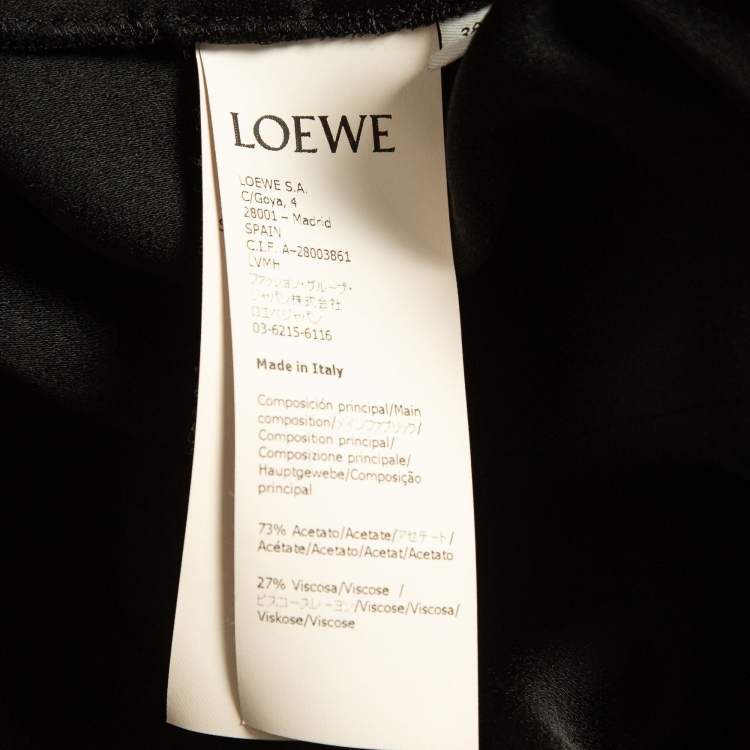 LOEWE
LOEWE S.A.
C/Goya, 4
28001 – Madrid
SPAIN
C.I.F. A-28003861
LVMH
ファッション・グループ・
ジャパン株式会社
ロエベジャパン
03-6215-6116
Made in Italy
Composición principal/Main
composition/メインファブリック/
Composition principal/
Composizione principale/
Hauptgewebe/Composição
principal
73% Acetato/Acetate/アセテート/
Acétate/Acetato/Acetat/Acetato
27% Viscosa/Viscose /
ビスコースレーヨン/Viscose/Viscosa/
Viskose/Viscose